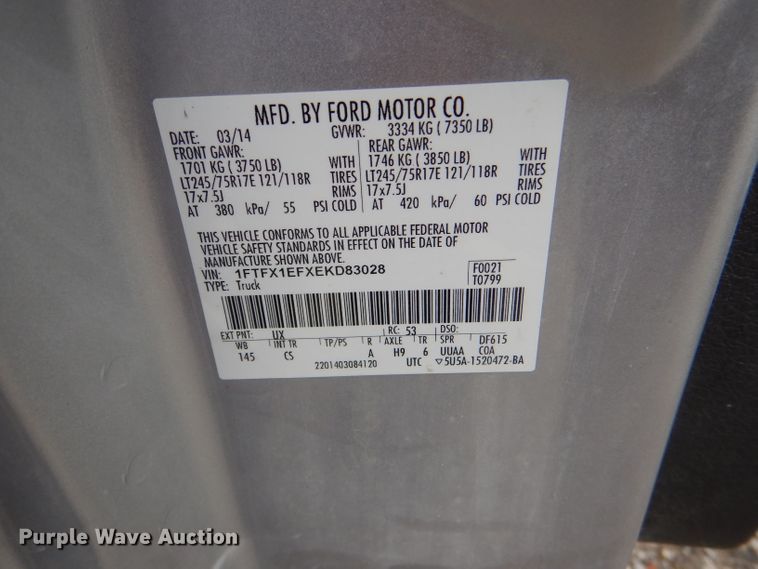 MFD. BY FORD MOTOR CO.
DATE: 03/14 GVWR: 3334 KG ( 7350 LB)
FRONT GAWR: REAR GAWR:
1701 KG ( 3750 LB) WITH 1746 KG ( 3850 LB) WITH
LT245/75R17E 121/118R TIRES LT245/75R17E 121/118R TIRES
17x7.5J RIMS 17x7.5J RIMS
AT 380 kPa/ 55 PSI COLD AT 420 kPa/ 60 PSI COLD
THIS VEHICLE CONFORMS TO ALL APPLICABLE FEDERAL MOTOR
VEHICLE SAFETY STANDARDS IN EFFECT ON THE DATE OF
MANUFACTURE SHOWN ABOVE.
VIN: 1FTFX1EFXEKD83028 F0021
TYPE: Truck T0799
EXT PNT: UX RC: 53 DSO:
WB INT TR TP/PS R AXLE TR SPR DF615
145 CS A H9 6 UUAA COA
2201403084120 UTC ▽5U5A-1520472-BA
Purple Wave Auction